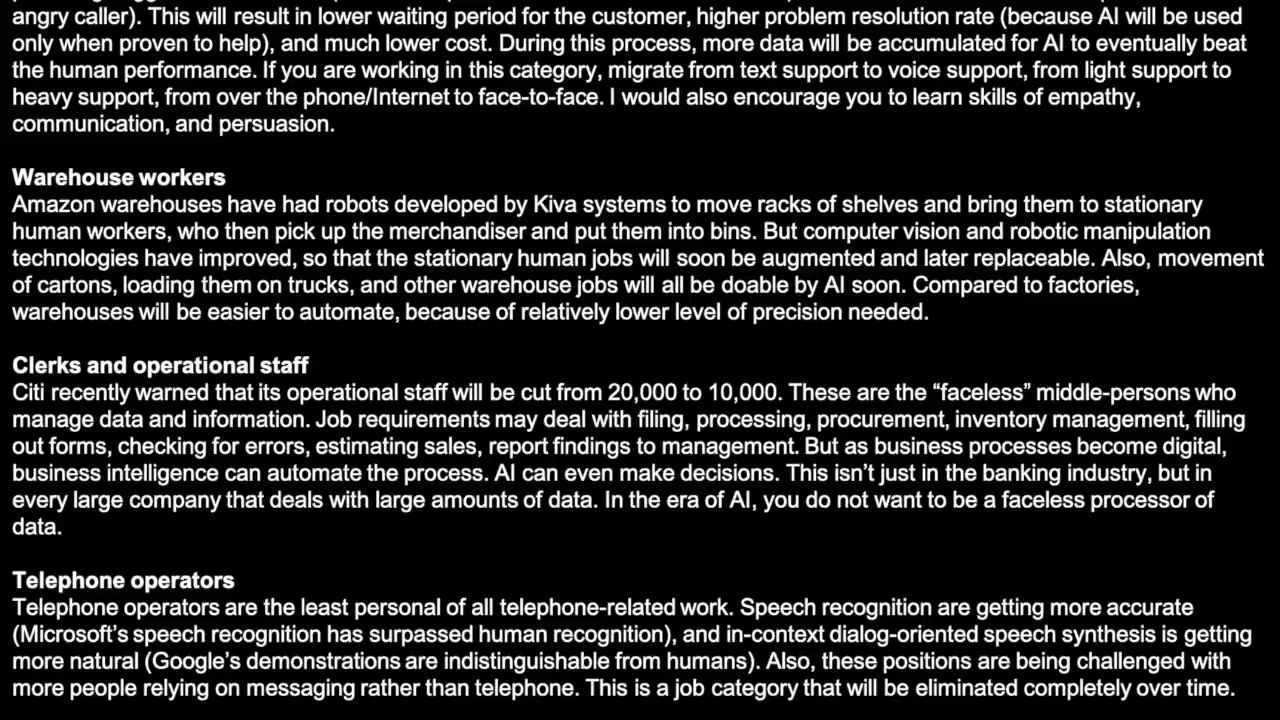 angry caller). This will result in lower waiting period for the customer, higher problem resolution rate (because AI will be used
only when proven to help), and much lower cost. During this process, more data will be accumulated for AI to eventually beat
the human performance. If you are working in this category, migrate from text support to voice support, from light support to
heavy support, from over the phone/Internet to face-to-face. I would also encourage you to learn skills of empathy,
communication, and persuasion.
Warehouse workers
Amazon warehouses have had robots developed by Kiva systems to move racks of shelves and bring them to stationary
human workers, who then pick up the merchandiser and put them into bins. But computer vision and robotic manipulation
technologies have improved, so that the stationary human jobs will soon be augmented and later replaceable. Also, movement
of cartons, loading them on trucks, and other warehouse jobs will all be doable by AI soon. Compared to factories,
warehouses will be easier to automate, because of relatively lower level of precision needed.
Clerks and operational staff
Citi recently warned that its operational staff will be cut from 20,000 to 10,000. These are the “faceless” middle-persons who
manage data and information. Job requirements may deal with filing, processing, procurement, inventory management, filling
out forms, checking for errors, estimating sales, report findings to management. But as business processes become digital,
business intelligence can automate the process. AI can even make decisions. This isn’t just in the banking industry, but in
every large company that deals with large amounts of data. In the era of AI, you do not want to be a faceless processor of
data.
Telephone operators
Telephone operators are the least personal of all telephone-related work. Speech recognition are getting more accurate
(Microsoft’s speech recognition has surpassed human recognition), and in-context dialog-oriented speech synthesis is getting
more natural (Google’s demonstrations are indistinguishable from humans). Also, these positions are being challenged with
more people relying on messaging rather than telephone. This is a job category that will be eliminated completely over time.